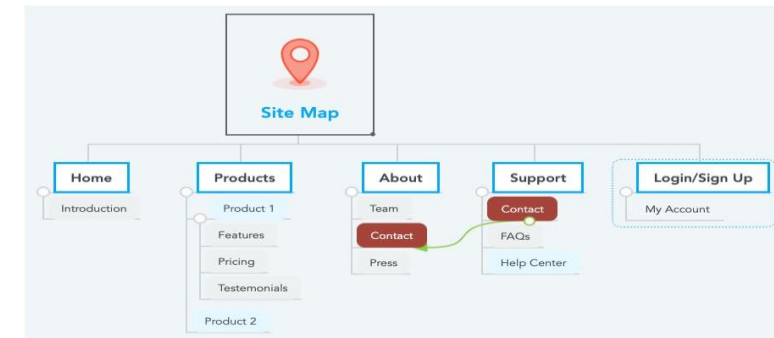 Site Map
Home
Introduction
Products
Product 1
Features
Pricing
Testemonials
Product 2
About
Team
Contact
Press
Support
Contact
FAQs
Help Center
Login/Sign Up
My Account